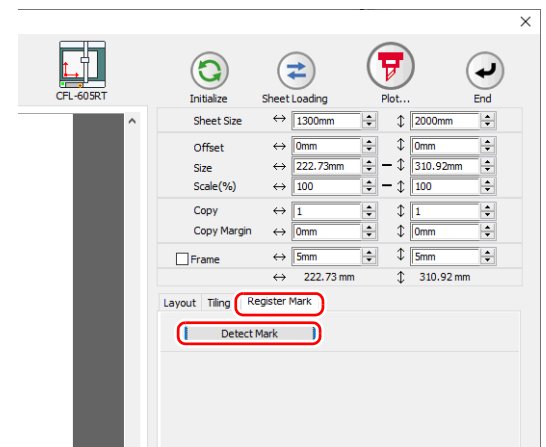 CFL-605RT
Initialize Sheet Loading Plot... End
Sheet Size 1300mm 2000mm
Offset 0mm 0mm
Size 222.73mm 310.92mm
Scale(%) 100 100
Copy 1 1
Copy Margin 0mm 0mm
Frame 5mm 5mm
222.73 mm 310.92 mm
Layout Tiling Register Mark
Detect Mark